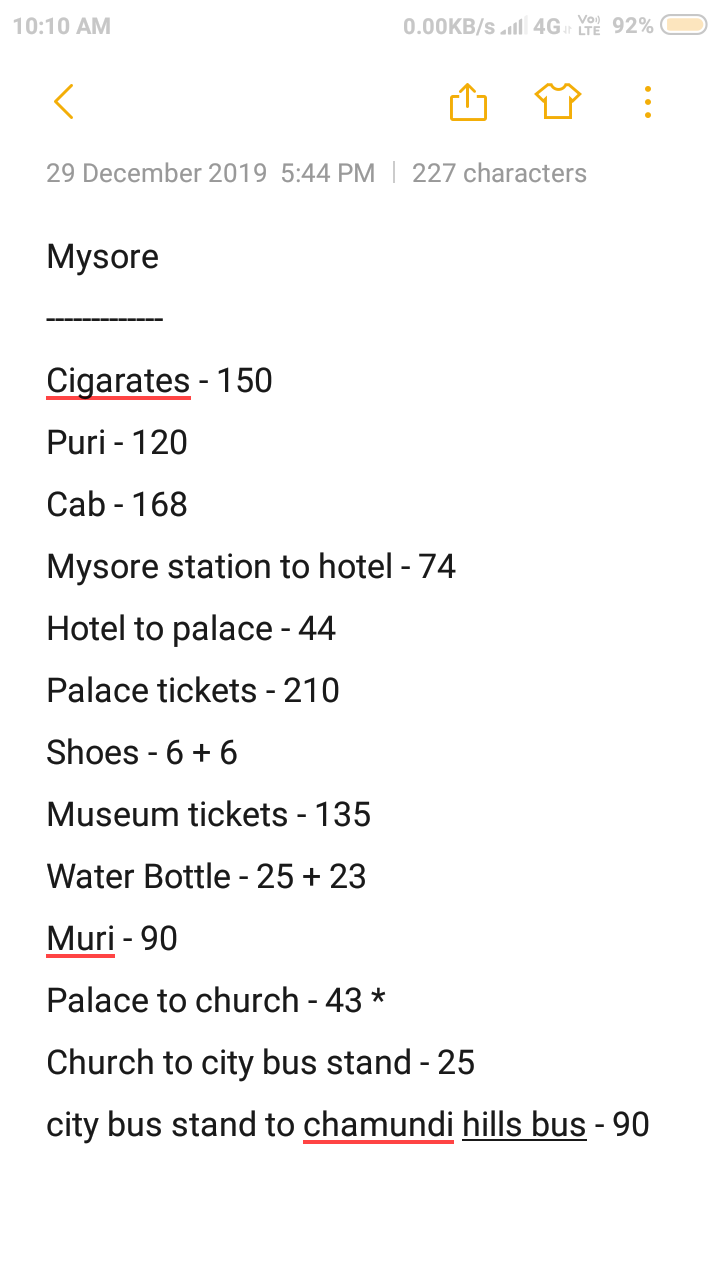 10:10 AM 0.00KB/s 4G Vo) LTE 92%
29 December 2019 5:44 PM | 227 characters
Mysore
-------------
Cigarates - 150
Puri - 120
Cab - 168
Mysore station to hotel - 74
Hotel to palace - 44
Palace tickets - 210
Shoes - 6 + 6
Museum tickets - 135
Water Bottle - 25 + 23
Muri - 90
Palace to church - 43 *
Church to city bus stand - 25
city bus stand to chamundi hills bus - 90